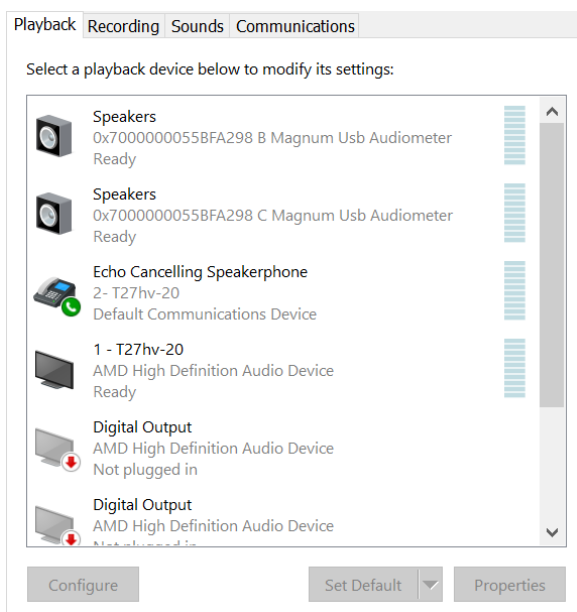 Playback Recording Sounds Communications
Select a playback device below to modify its settings:
Speakers
0x7000000055BFA298 B Magnum Usb Audiometer
Ready
Speakers
0x7000000055BFA298 C Magnum Usb Audiometer
Ready
Echo Cancelling Speakerphone
2- T27hv-20
Default Communications Device
1 - T27hv-20
AMD High Definition Audio Device
Ready
Digital Output
AMD High Definition Audio Device
Not plugged in
Digital Output
AMD High Definition Audio Device
Not plugged in
Configure Set Default Properties